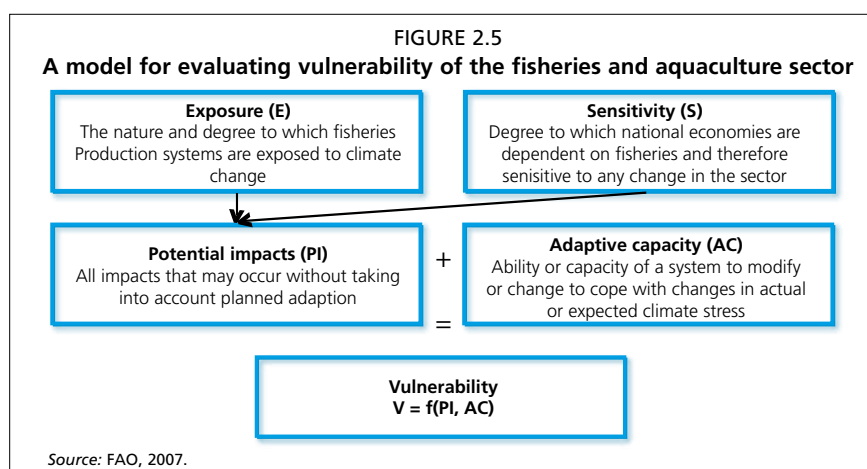 FIGURE 2.5
A model for evaluating vulnerability of the fisheries and aquaculture sector
Exposure (E)
The nature and degree to which fisheries
Production systems are exposed to climate
change
Sensitivity (S)
Degree to which national economies are
dependent on fisheries and therefore
senisitive to any change in the sector
Potential impacts (PI)
All impacts that may occur without taking
into account planned adaption
+
Adaptive capacity (AC)
Ability or capacity of a system to modify
or change to cope with changes in actual
or expected climate stress
=
Vulnerability
V = f(PI, AC)
Source: FAO, 2007.